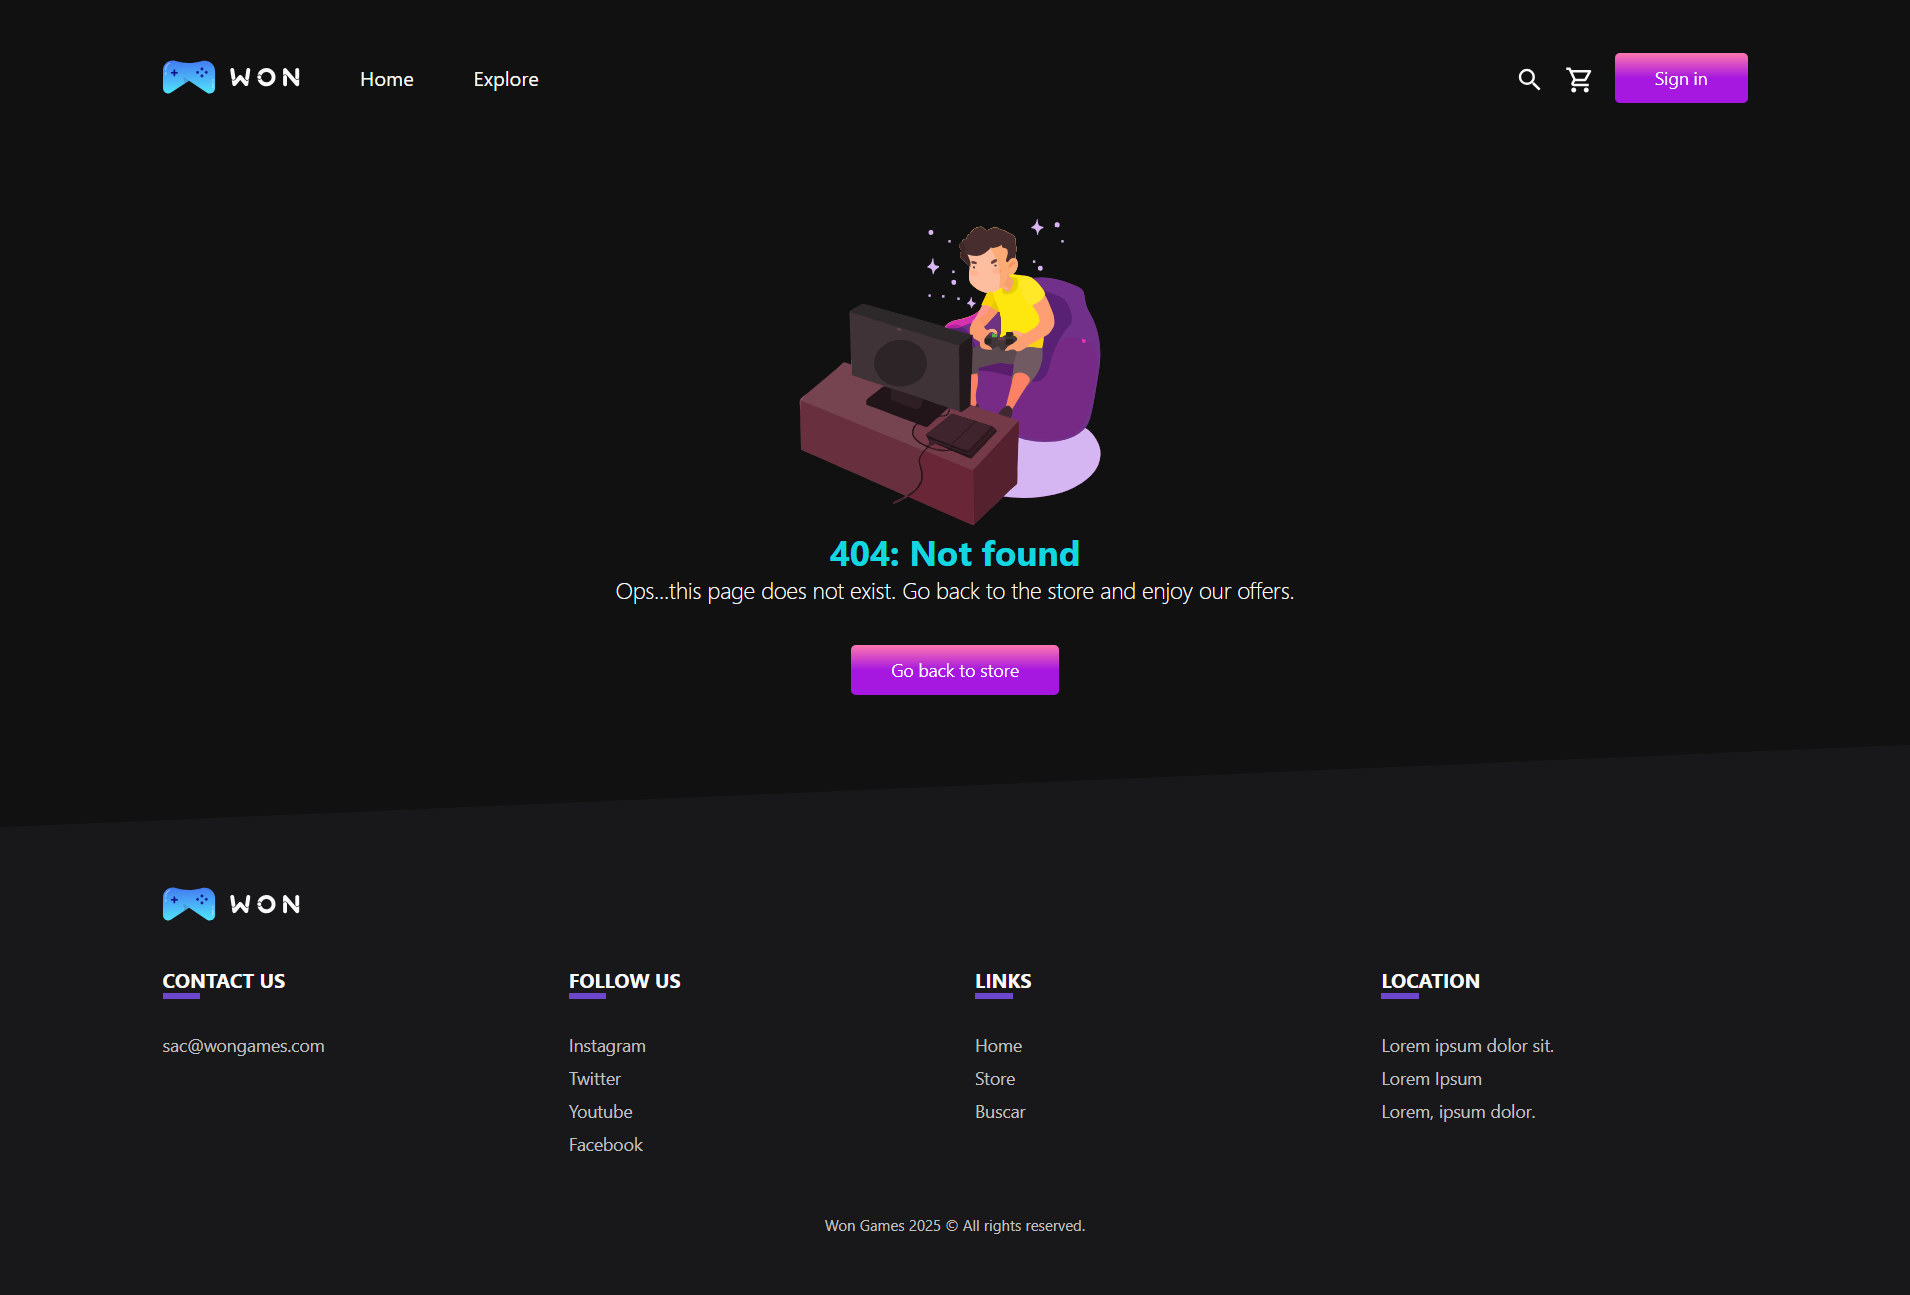 WON
Home
Explore
Sign in
404: Not found
Ops...this page does not exist. Go back to the store and enjoy our offers.
Go back to store
WON
CONTACT US
sac@wongames.com
FOLLOW US
Instagram
Twitter
Youtube
Facebook
LINKS
Home
Store
Buscar
LOCATION
Lorem ipsum dolor sit.
Lorem Ipsum
Lorem, ipsum dolor.
Won Games 2025 © All rights reserved.